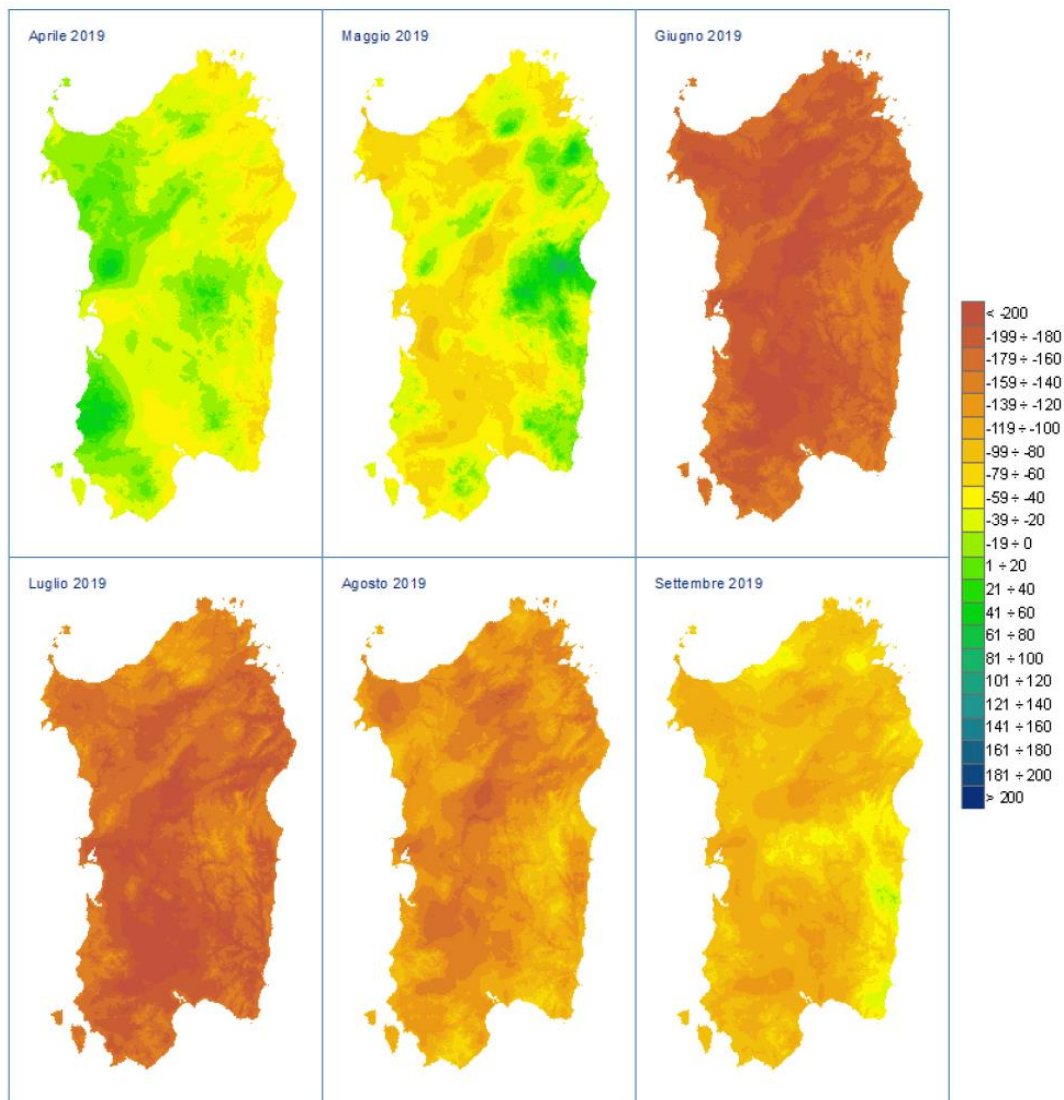 Aprile 2019
Maggio 2019
Giugno 2019
Luglio 2019
Agosto 2019
Settembre 2019
< -200
-199 ÷ -180
-179 ÷ -160
-159 ÷ -140
-139 ÷ -120
-119 ÷ -100
-99 ÷ -80
-79 ÷ -60
-59 ÷ -40
-39 ÷ -20
-19 ÷ 0
1 ÷ 20
21 ÷ 40
41 ÷ 60
61 ÷ 80
81 ÷ 100
101 ÷ 120
121 ÷ 140
141 ÷ 160
161 ÷ 180
181 ÷ 200
> 200